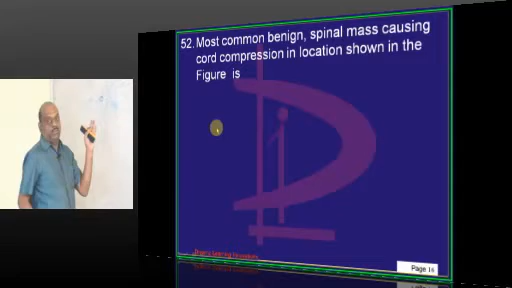 52. Most common benign, spinal mass causing
cord compression in location shown in the
Figure is
Page 16